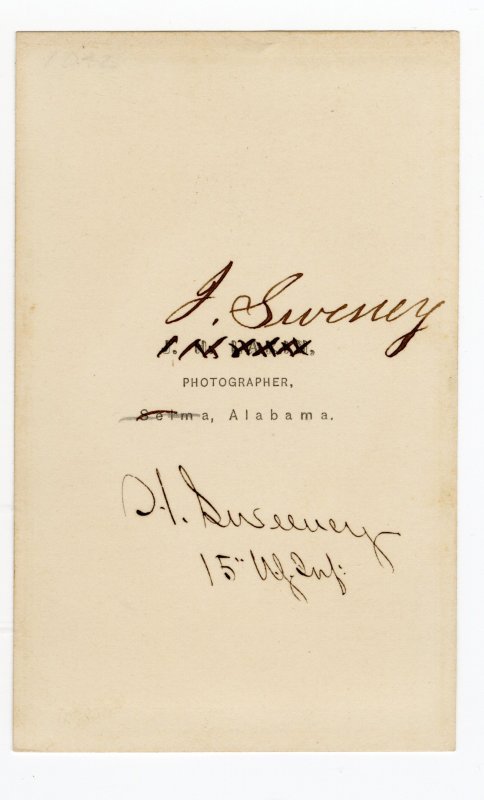 J. Sweeney
PHOTOGRAPHER,
Selma, Alabama.
H. Sweeney
15" U.S. Inf: